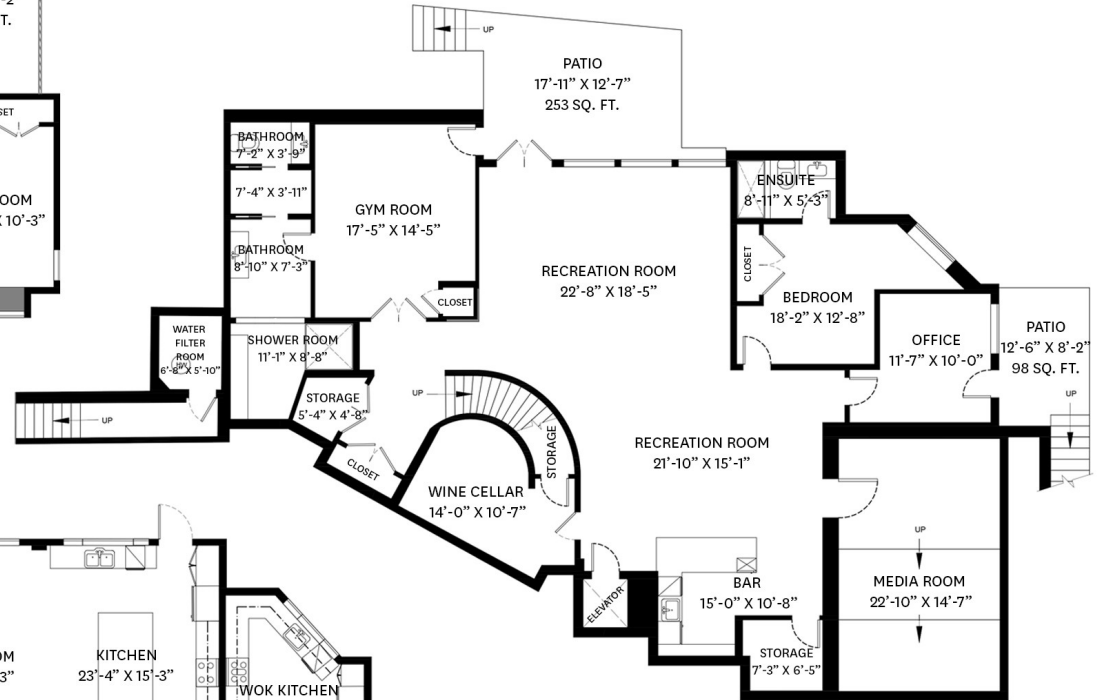 T.
UP
PATIO
17'-11" X 12'-7"
253 SQ. FT.
BATHROOM
7'-2" X 3'-9"
7'-4" X 3'-11"
GYM ROOM
17'-5" X 14'-5"
BATHROOM
8'-10" X 7'-3"
CLOSET
ENSUITE
8'-11" X 5'-3"
CLOSET
RECREATION ROOM
22'-8" X 18'-5"
BEDROOM
18'-2" X 12'-8"
OFFICE
11'-7" X 10'-0"
PATIO
12'-6" X 8'-2"
98 SQ. FT.
UP
X 10'-3"
WATER
FILTER
ROOM
HW
6'-8" X 5'-10"
SHOWER ROOM
11'-1" X 8'-8"
STORAGE
5'-4" X 4'-8"
UP
UP
CLOSET
STORAGE
WINE CELLAR
14'-0" X 10'-7"
RECREATION ROOM
21'-10" X 15'-1"
UP
MEDIA ROOM
22'-10" X 14'-7"
ELEVATOR
BAR
15'-0" X 10'-8"
STORAGE
7'-3" X 6'-5"
KITCHEN
23'-4" X 15'-3"
WOK KITCHEN